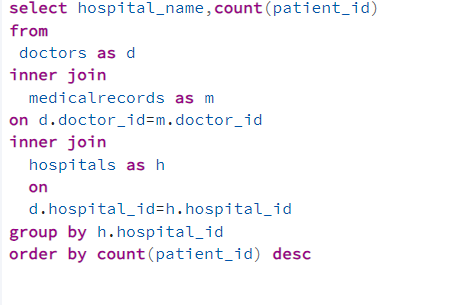 select hospital_name,count(patient_id)
from
doctors as d
inner join
medicalrecords as m
on d.doctor_id=m.doctor_id
inner join
hospitals as h
on
d.hospital_id=h.hospital_id
group by h.hospital_id
order by count(patient_id) desc